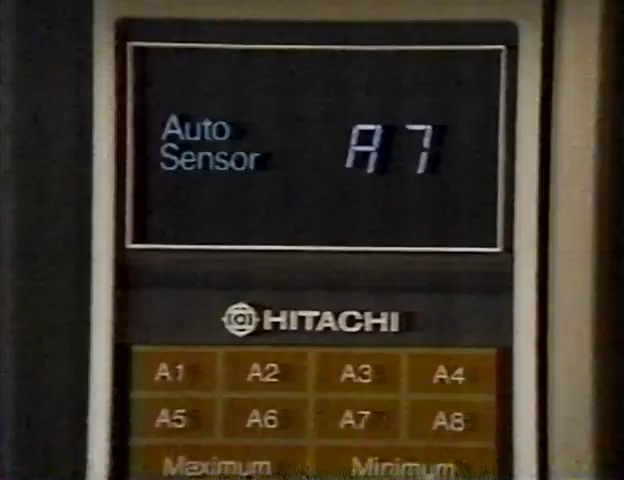 Auto
Sensor
A7
HITACHI
A1 A2 A3 A4
A5 A6 A7 A8
Maximum Minimum